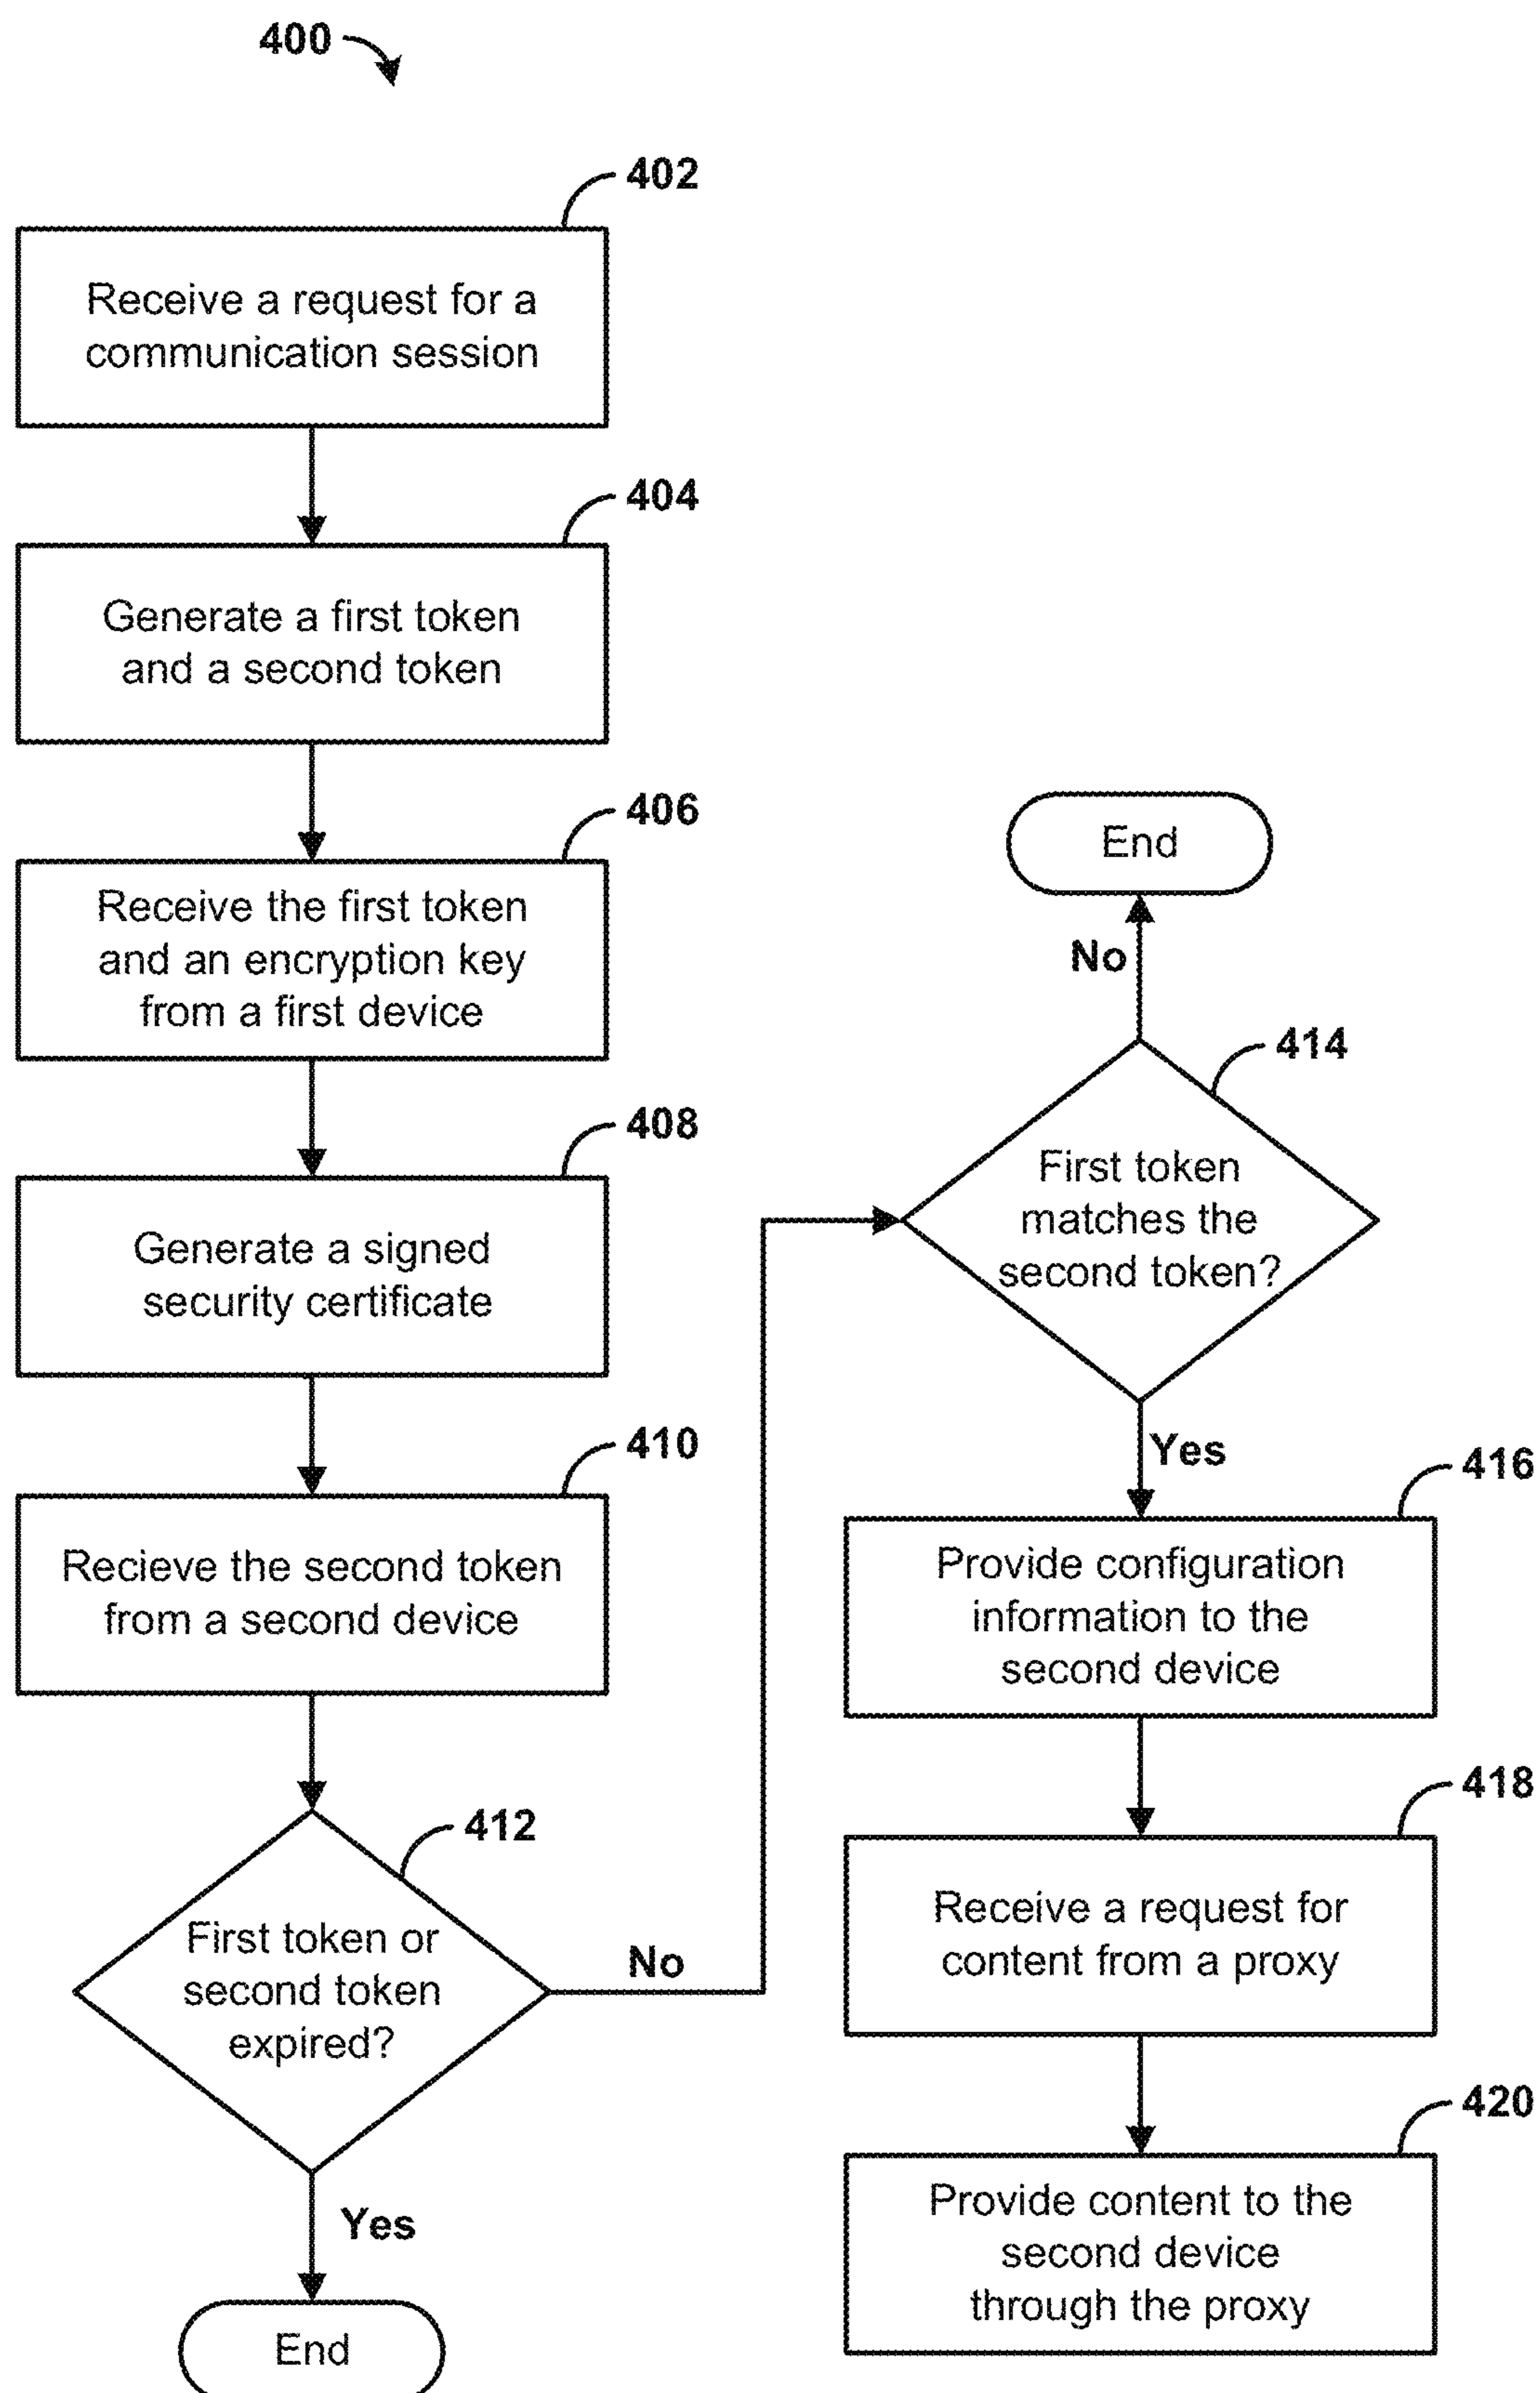 400
402
Receive a request for a
communication session
404
Generate a first token
and a second token
406
Receive the first token
and an encryption key
from a first device
408
Generate a signed
security certificate
410
Recieve the second token
from a second device
412
First token or
second token
expired?
No
Yes
End
End
No
414
First token
matches the
second token?
Yes
416
Provide configuration
information to the
second device
418
Receive a request for
content from a proxy
420
Provide content to the
second device
through the proxy